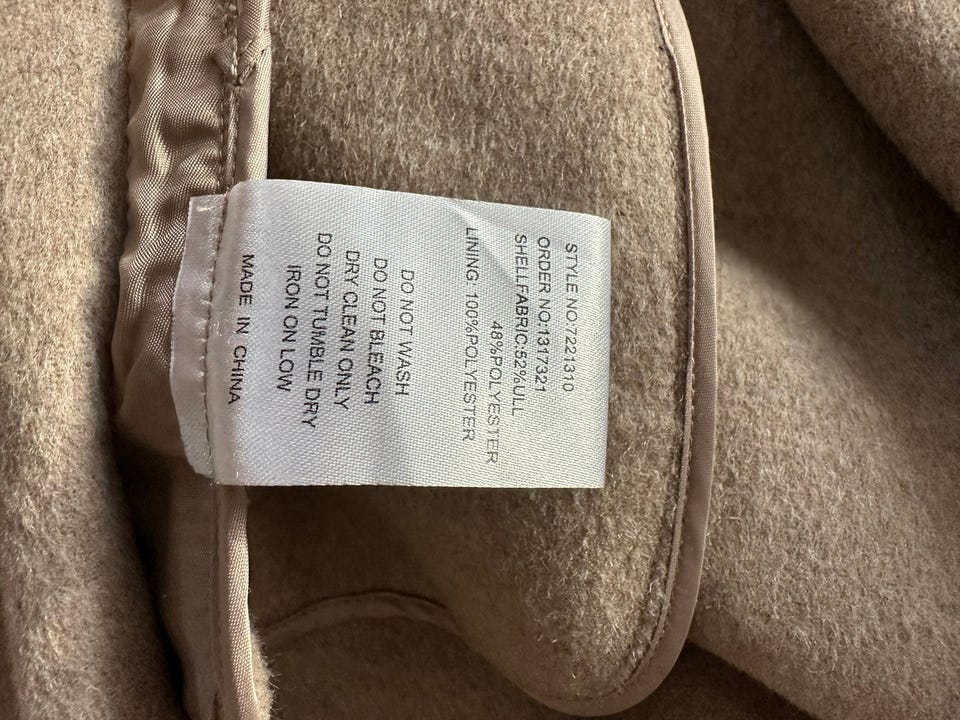 STYLE NO:7221310
ORDER NO:1317321
SHELLFABRIC:52%ULL
48%POLYESTER
LINING: 100%POLYESTER
DO NOT WASH
DO NOT BLEACH
DRY CLEAN ONLY
DO NOT TUMBLE DRY
IRON ON LOW
MADE IN CHINA